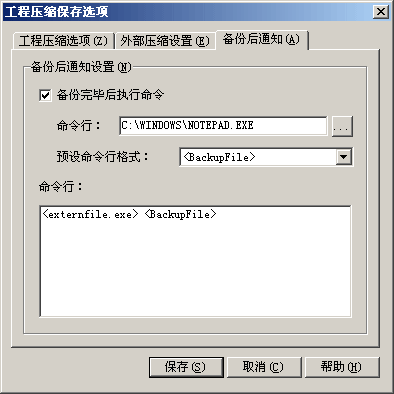 工程压缩保存选项
工程压缩选项(Z) 外部压缩设置(E) 备份后通知(A)
备份后通知设置(N)
备份完毕后执行命令
命令行： C:\WINDOWS\NOTEPAD.EXE ...
预设命令行格式： <BackupFile>
命令行：
<externfile.exe> <BackupFile>
保存(S) 取消(C) 帮助(H)